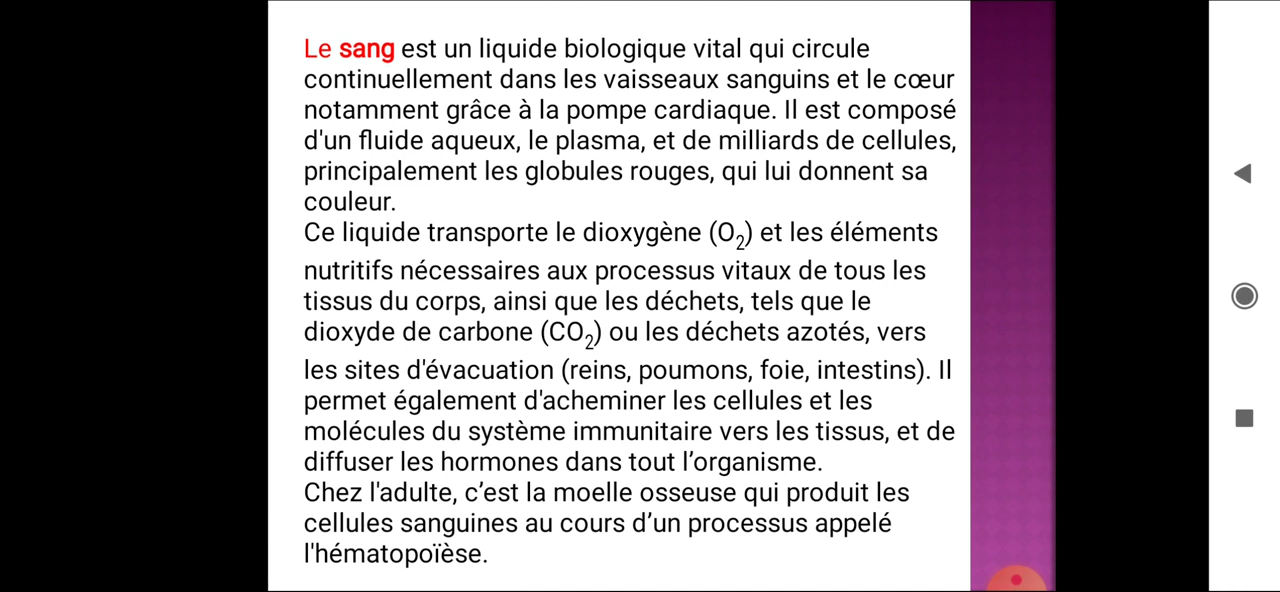 Le sang est un liquide biologique vital qui circule
continuellement dans les vaisseaux sanguins et le cœur
notamment grâce à la pompe cardiaque. Il est composé
d'un fluide aqueux, le plasma, et de milliards de cellules,
principalement les globules rouges, qui lui donnent sa
couleur.
Ce liquide transporte le dioxygène (O₂) et les éléments
nutritifs nécessaires aux processus vitaux de tous les
tissus du corps, ainsi que les déchets, tels que le
dioxyde de carbone (CO₂) ou les déchets azotés, vers
les sites d'évacuation (reins, poumons, foie, intestins). Il
permet également d'acheminer les cellules et les
molécules du système immunitaire vers les tissus, et de
diffuser les hormones dans tout l’organisme.
Chez l'adulte, c’est la moelle osseuse qui produit les
cellules sanguines au cours d’un processus appelé
l'hématopoïèse.